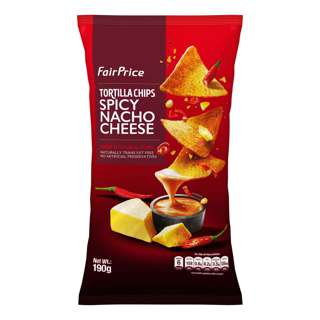 FairPrice
TORTILLA CHIPS
SPICY
NACHO
CHEESE
NATURALLY TRANS FAT FREE
NO ARTIFICIAL PRESERVATIVES
NET WT.:
190g